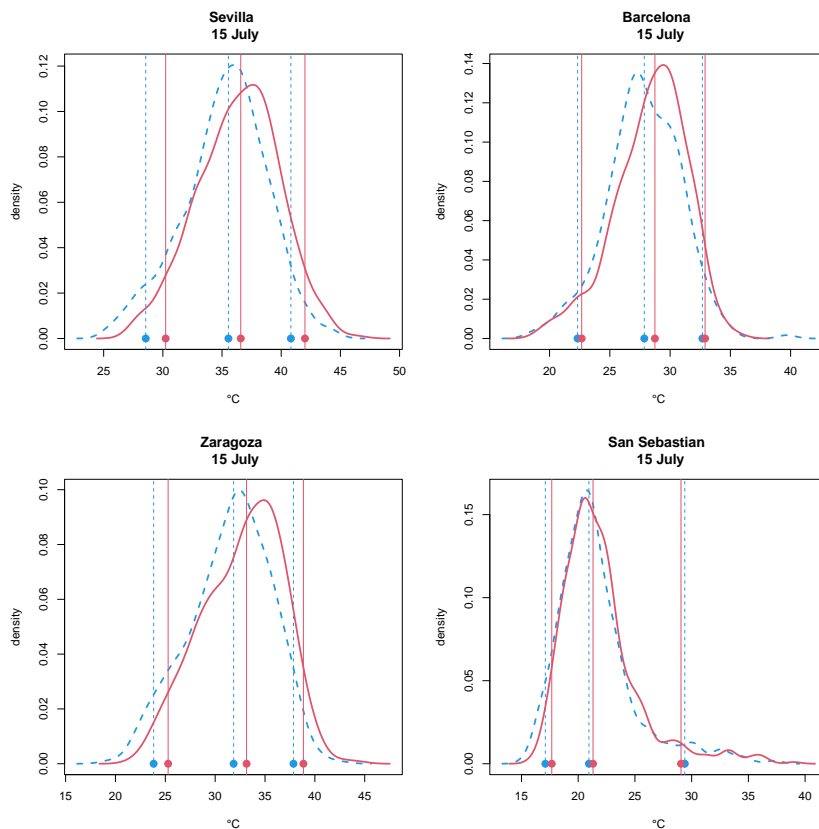 Sevilla
15 July
density
0.00 0.02 0.04 0.06 0.08 0.10 0.12
25 30 35 40 45 50
°C
Barcelona
15 July
density
0.00 0.02 0.04 0.06 0.08 0.10 0.12 0.14
20 25 30 35 40
°C
Zaragoza
15 July
density
0.00 0.02 0.04 0.06 0.08 0.10
15 20 25 30 35 40 45
°C
San Sebastian
15 July
density
0.00 0.05 0.10 0.15
15 20 25 30 35 40
°C